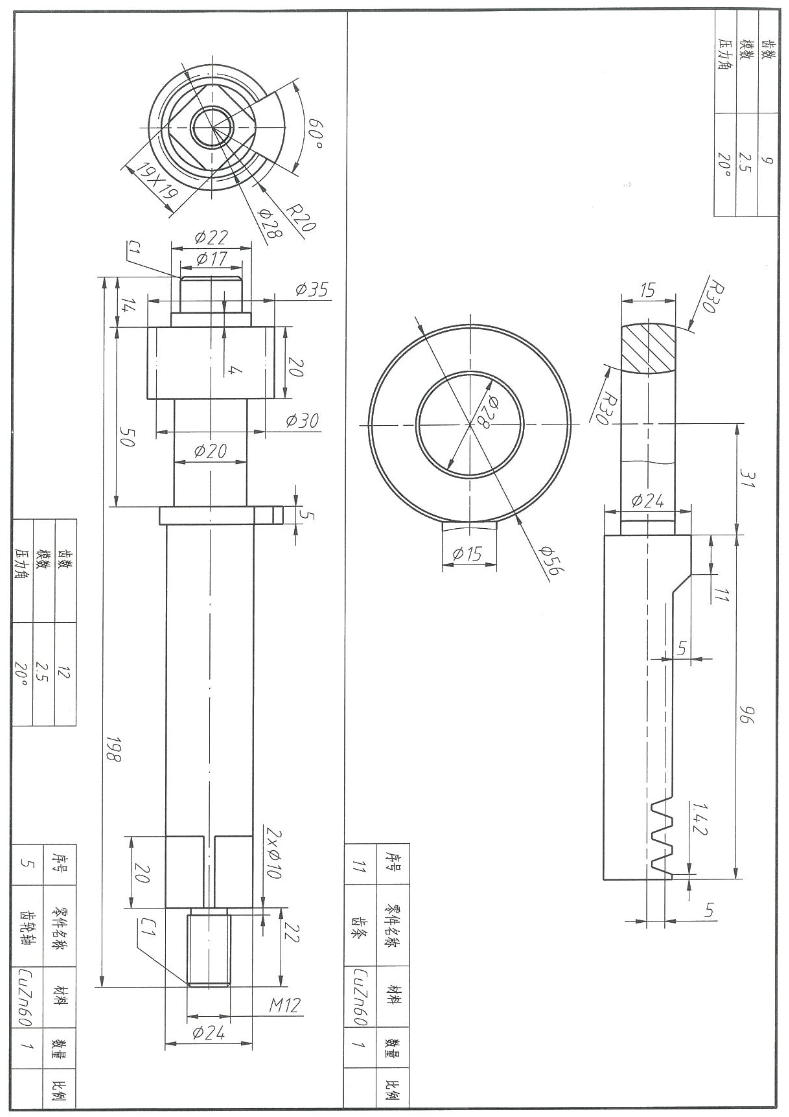 齿数 9
模数 2.5
压力角 20°
R30
15
R30
31
Φ24
11
5
96
1.42
5
Φ28
Φ56
Φ15
序号 零件名称 材料 数量 比例
11 齿条 CuZn60 1
60°
R20
Φ28
19X19
Φ22
Φ17
C1
Φ35
14
4
20
Φ30
50
Φ20
5
198
20
2xΦ10
22
C1
M12
Φ24
齿数 12
模数 2.5
压力角 20°
序号 零件名称 材料 数量 比例
5 齿轮轴 CuZn60 1